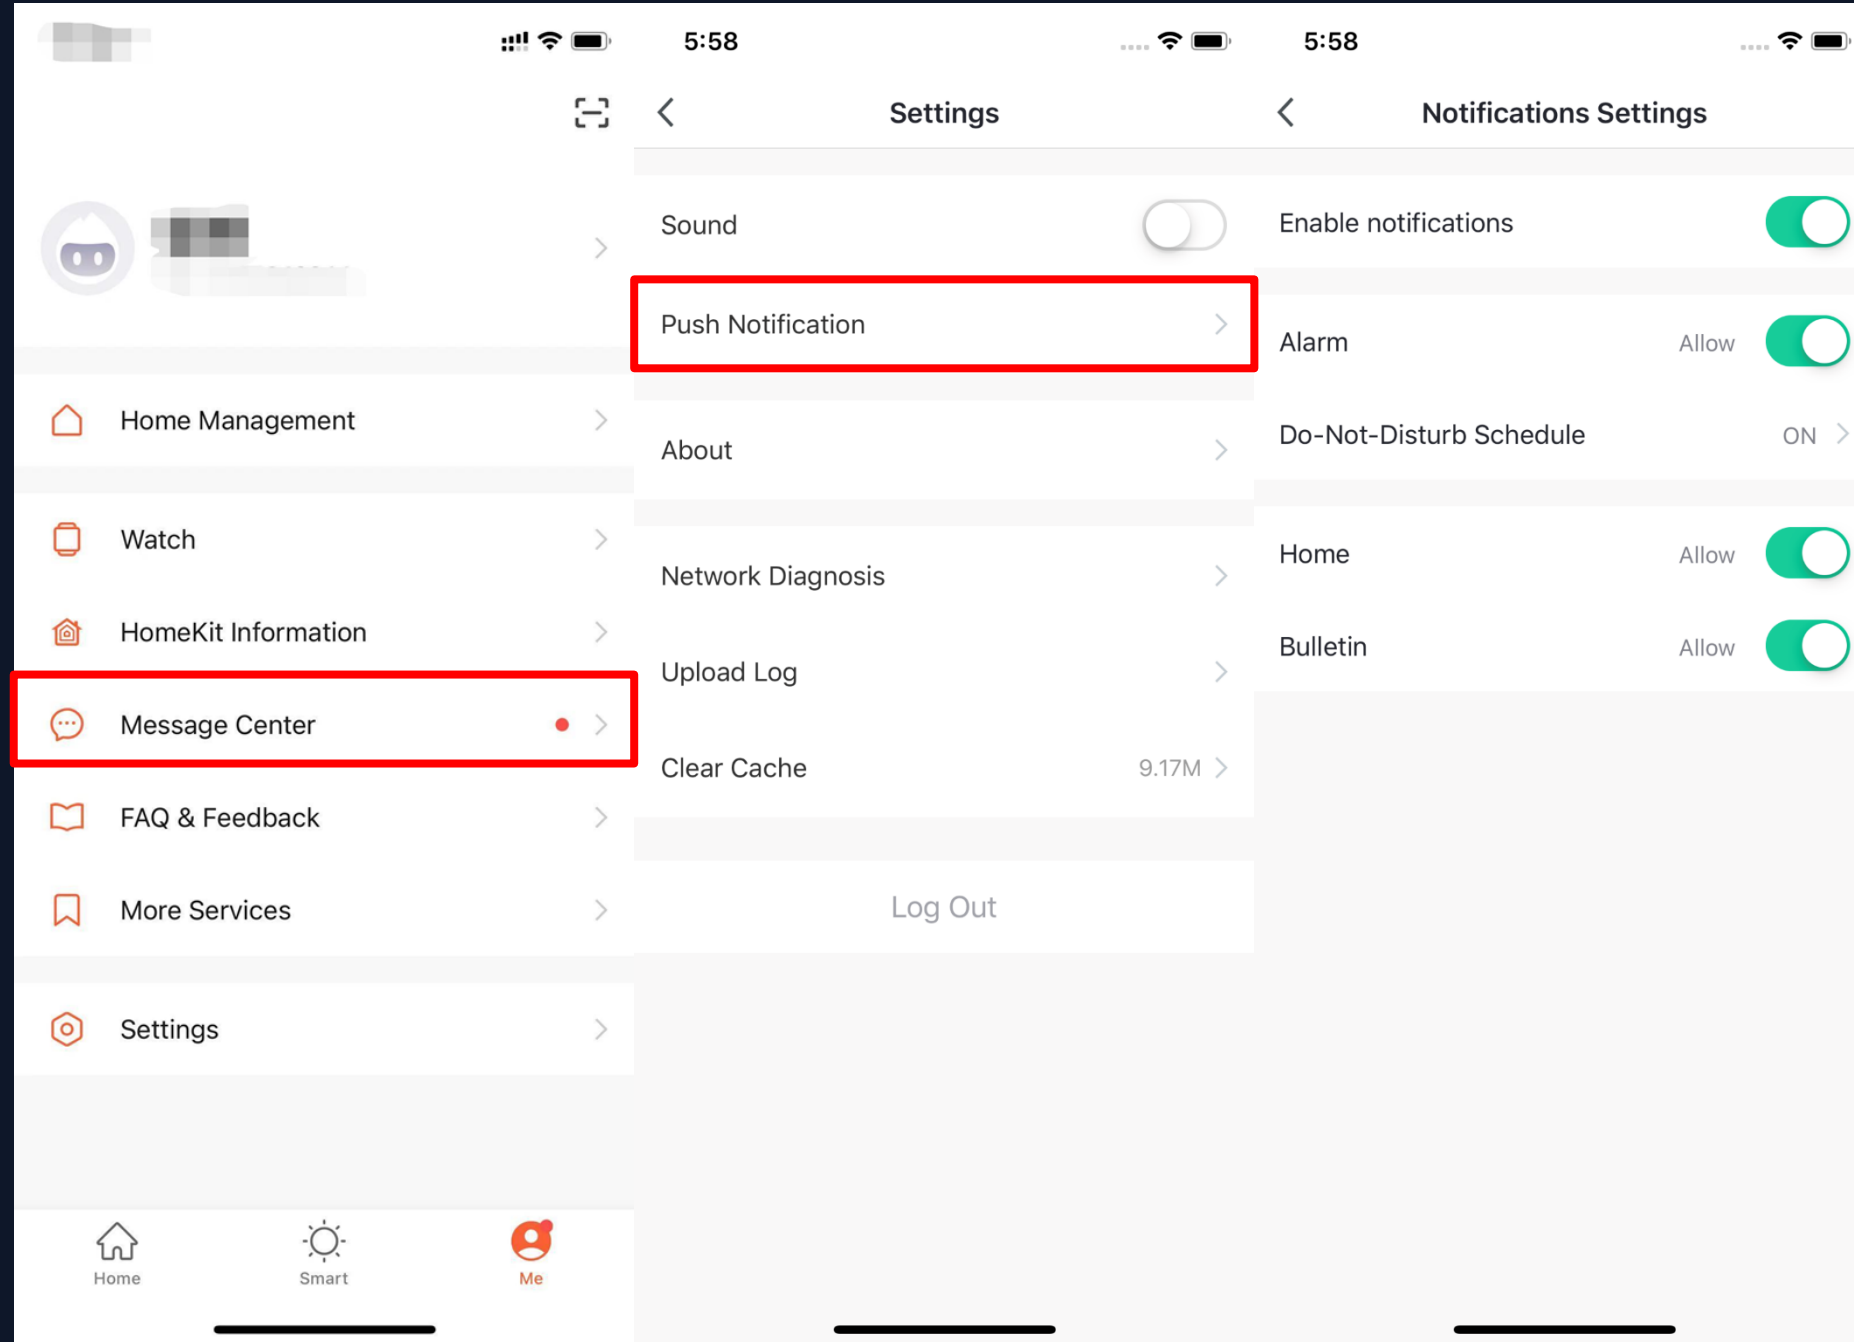 Home Management
Watch
HomeKit Information
Message Center
FAQ & Feedback
More Services
Settings
Home
Smart
Me
5:58
Settings
Sound
Push Notification
About
Network Diagnosis
Upload Log
Clear Cache 9.17M
Log Out
5:58
Notifications Settings
Enable notifications
Alarm Allow
Do-Not-Disturb Schedule ON
Home Allow
Bulletin Allow